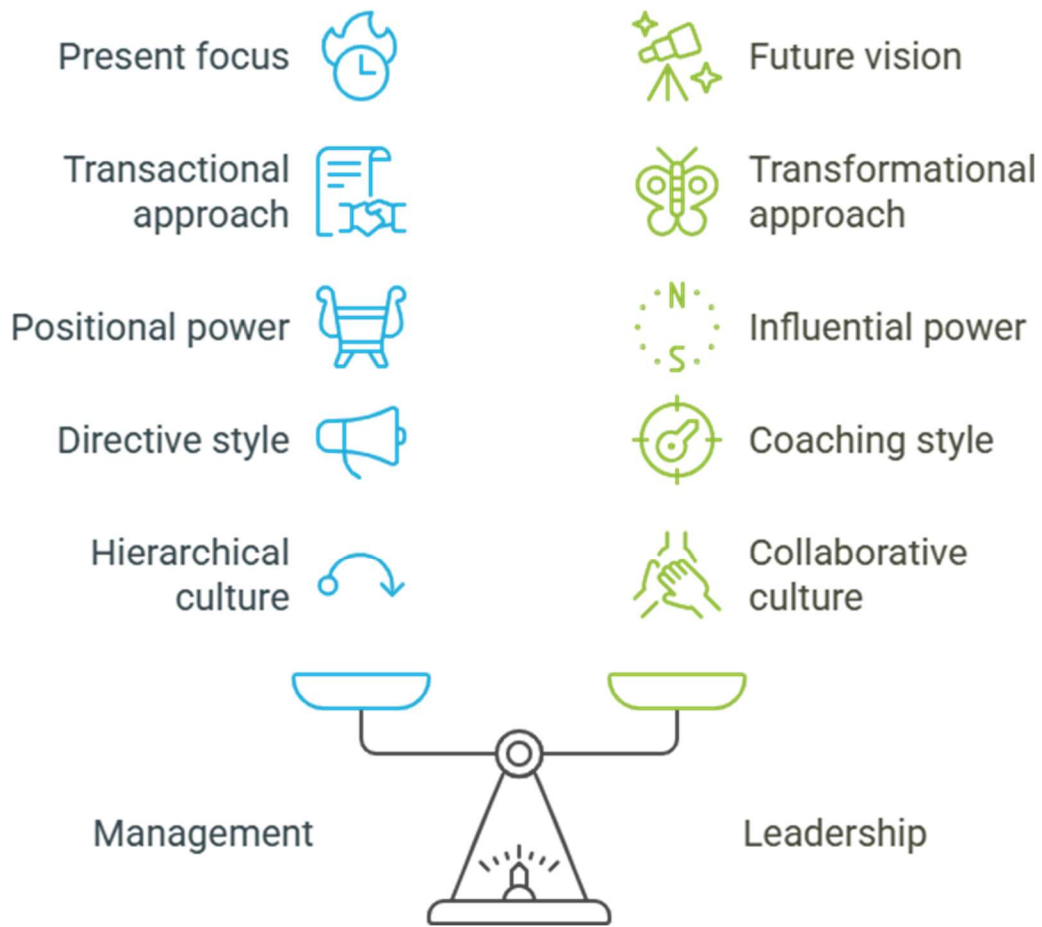 Present focus
Future vision
Transactional
approach
Transformational
approach
Positional power
N
S
Influential power
Directive style
Coaching style
Hierarchical
culture
Collaborative
culture
Management
Leadership